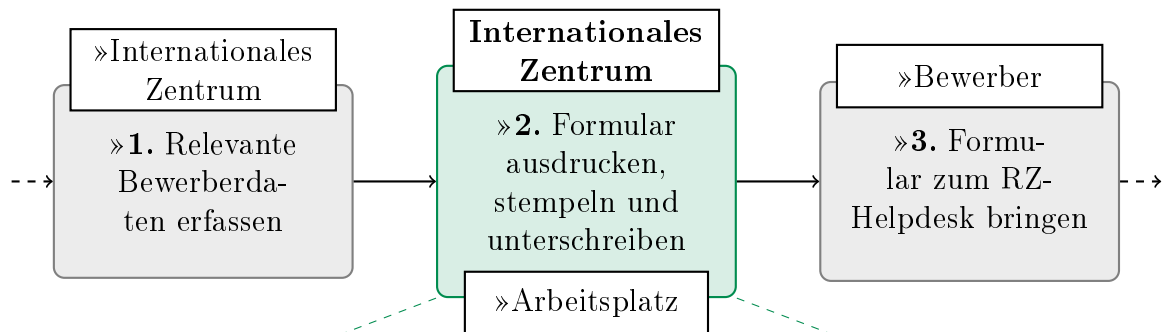 »Internationales
Zentrum
»1. Relevante
Bewerberda-
ten erfassen
Internationales
Zentrum
»2. Formular
ausdrucken,
stempeln und
unterschreiben
»Arbeitsplatz
»Bewerber
»3. Formu-
lar zum RZ-
Helpdesk bringen